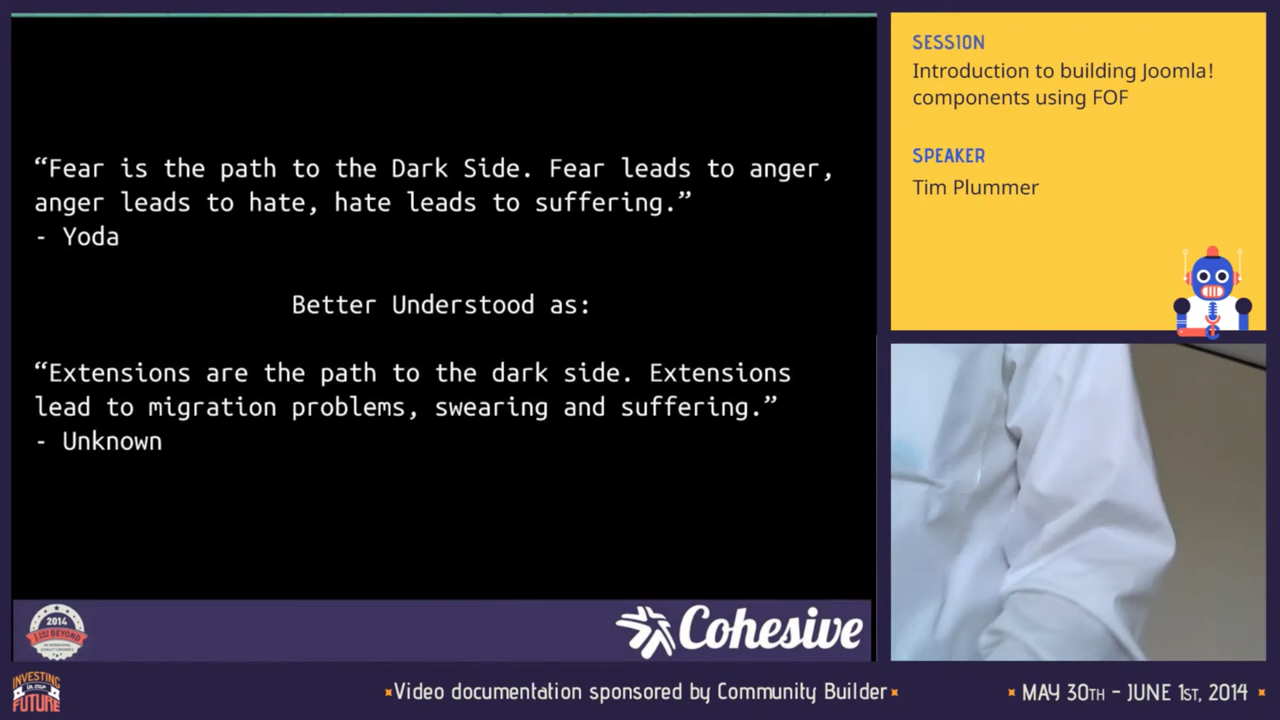 “Fear is the path to the Dark Side. Fear leads to anger,
anger leads to hate, hate leads to suffering.”
- Yoda
Better Understood as:
“Extensions are the path to the dark side. Extensions
lead to migration problems, swearing and suffering.”
- Unknown
2014
J AND BEYOND
Cohesive
SESSION
Introduction to building Joomla!
components using FOF
SPEAKER
Tim Plummer
INVESTING
in our
FUTURE
Video documentation sponsored by Community Builder
MAY 30TH - JUNE 1ST, 2014